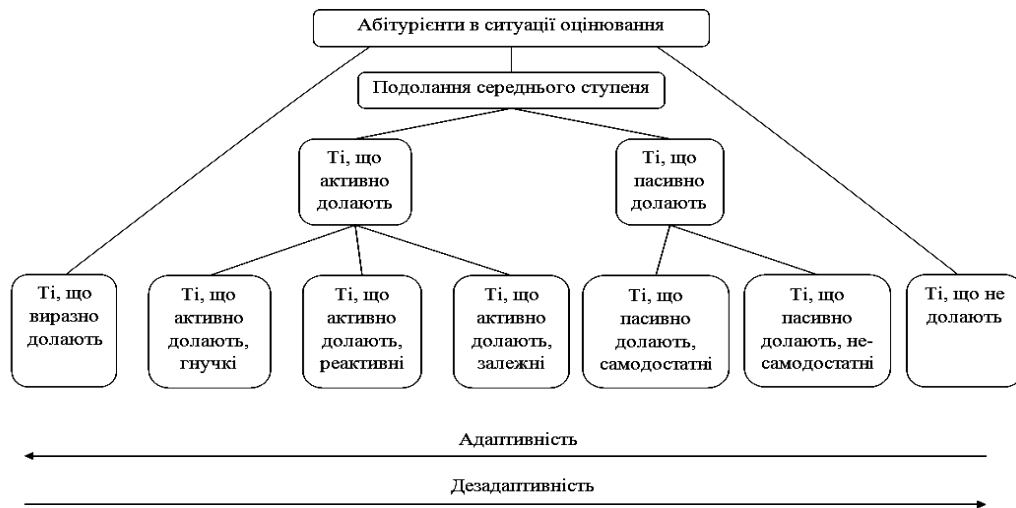 Абітурієнти в ситуації оцінювання
Подолання середнього ступеня
Ті, що
активно
долають
Ті, що
пасивно
долають
Ті, що
виразно
долають
Ті, що
активно
долають,
гнучкі
Ті, що
активно
долають,
реактивні
Ті, що
активно
долають,
залежні
Ті, що
пасивно
долають,
самодостатні
Ті, що
пасивно
долають, не-
самодостатні
Ті, що не
долають
Адаптивність
Дезадаптивність